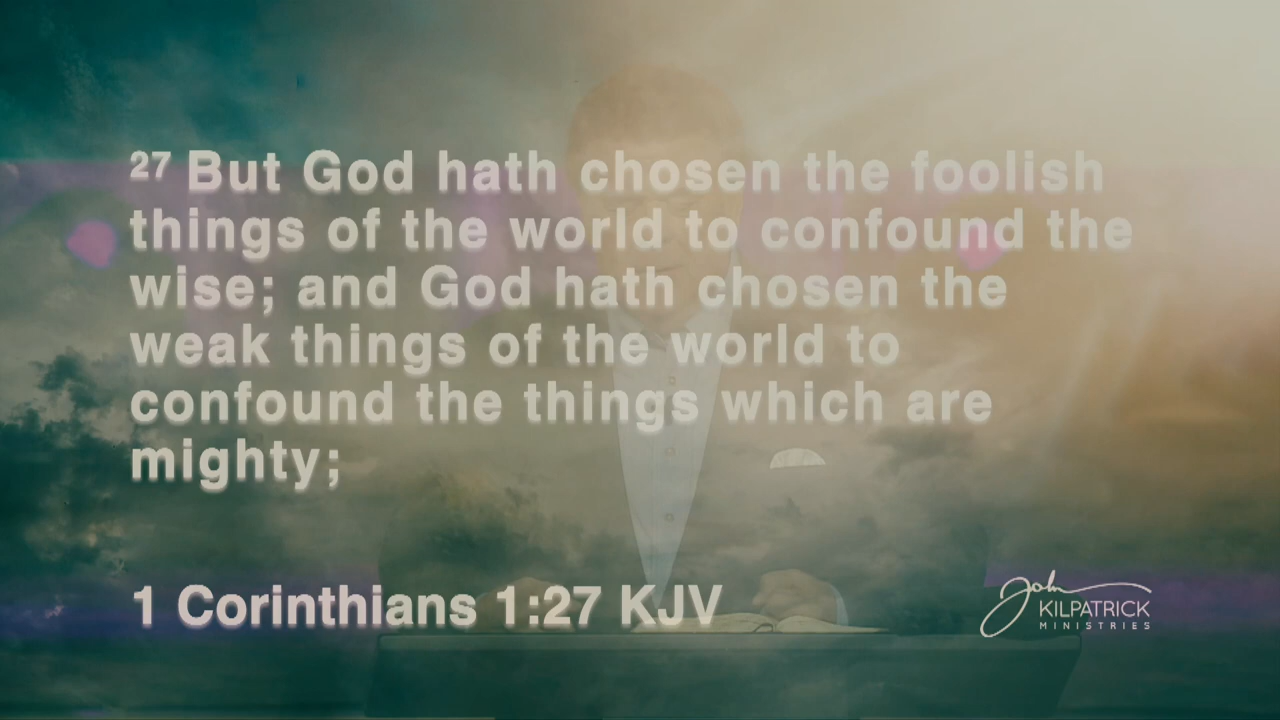 27 But God hath chosen the foolish
things of the world to confound the
wise; and God hath chosen the
weak things of the world to
confound the things which are
mighty;
1 Corinthians 1:27 KJV
John
KILPATRICK
MINISTRIES